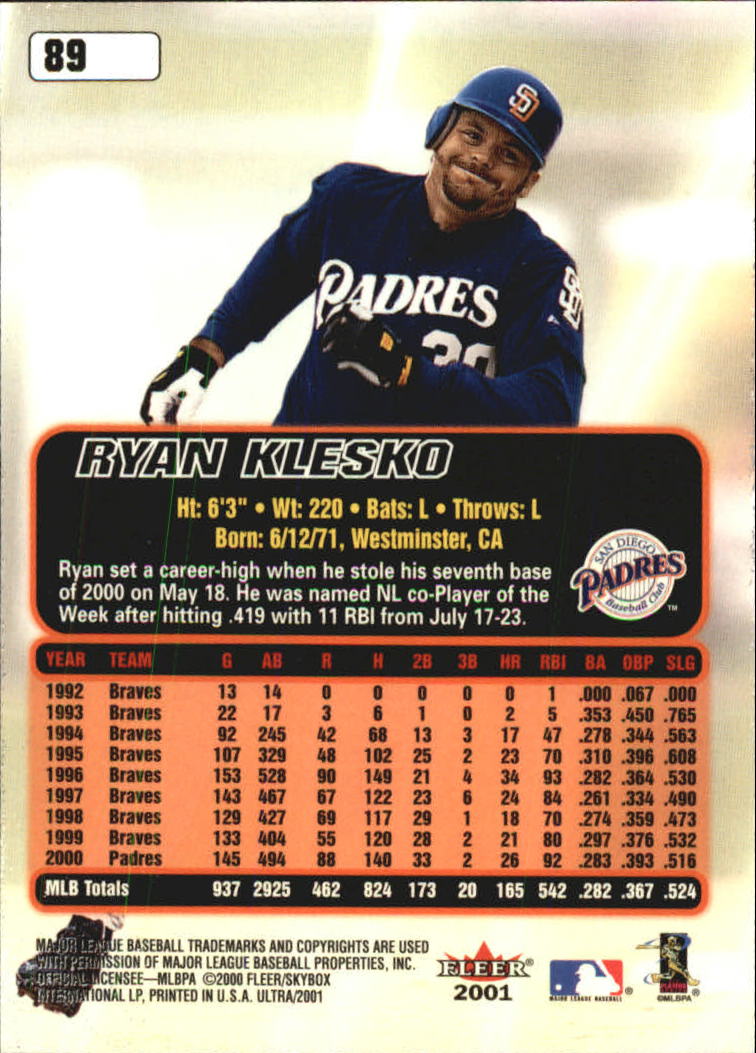 89
SD
PADRES
30
SD
RYAN KLESKO
Ht: 6'3" • Wt: 220 • Bats: L • Throws: L
Born: 6/12/71, Westminster, CA
Ryan set a career-high when he stole his seventh base
of 2000 on May 18. He was named NL co-Player of the
Week after hitting .419 with 11 RBI from July 17-23.
SAN DIEGO
PADRES
Baseball Club
TM
YEAR TEAM G AB R H 2B 3B HR RBI BA OBP SLG
1992 Braves 13 14 0 0 0 0 0 1 .000 .067 .000
1993 Braves 22 17 3 6 1 0 2 5 .353 .450 .765
1994 Braves 92 245 42 68 13 3 17 47 .278 .344 .563
1995 Braves 107 329 48 102 25 2 23 70 .310 .396 .608
1996 Braves 153 528 90 149 21 4 34 93 .282 .364 .530
1997 Braves 143 467 67 122 23 6 24 84 .261 .334 .490
1998 Braves 129 427 69 117 29 1 18 70 .274 .359 .473
1999 Braves 133 404 55 120 28 2 21 80 .297 .376 .532
2000 Padres 145 494 88 140 33 2 26 92 .283 .393 .516
MLB Totals 937 2925 462 824 173 20 165 542 .282 .367 .524
MAJOR LEAGUE BASEBALL TRADEMARKS AND COPYRIGHTS ARE USED
WITH PERMISSION OF MAJOR LEAGUE BASEBALL PROPERTIES, INC.
OFFICIAL LICENSEE—MLBPA ©2000 FLEER/SKYBOX
INTERNATIONAL LP, PRINTED IN U.S.A. ULTRA/2001
FLEER®
2001
MAJOR LEAGUE BASEBALL®
PLAYERS
©MLBPA